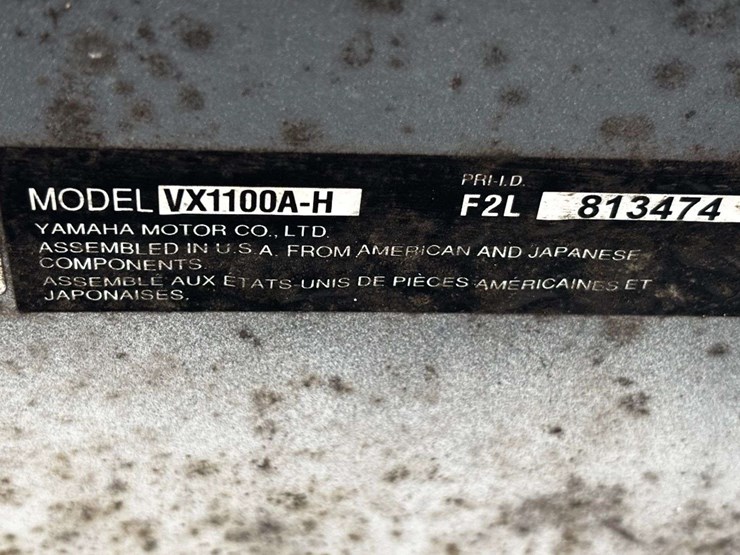 MODEL VX1100A-H
PRI-I.D.
F2L 813474
YAMAHA MOTOR CO., LTD.
ASSEMBLED IN U.S.A. FROM AMERICAN AND JAPANESE
COMPONENTS
ASSEMBLÉ AUX ÉTATS-UNIS DE PIÈCES AMÉRICAINES ET
JAPONAISES.